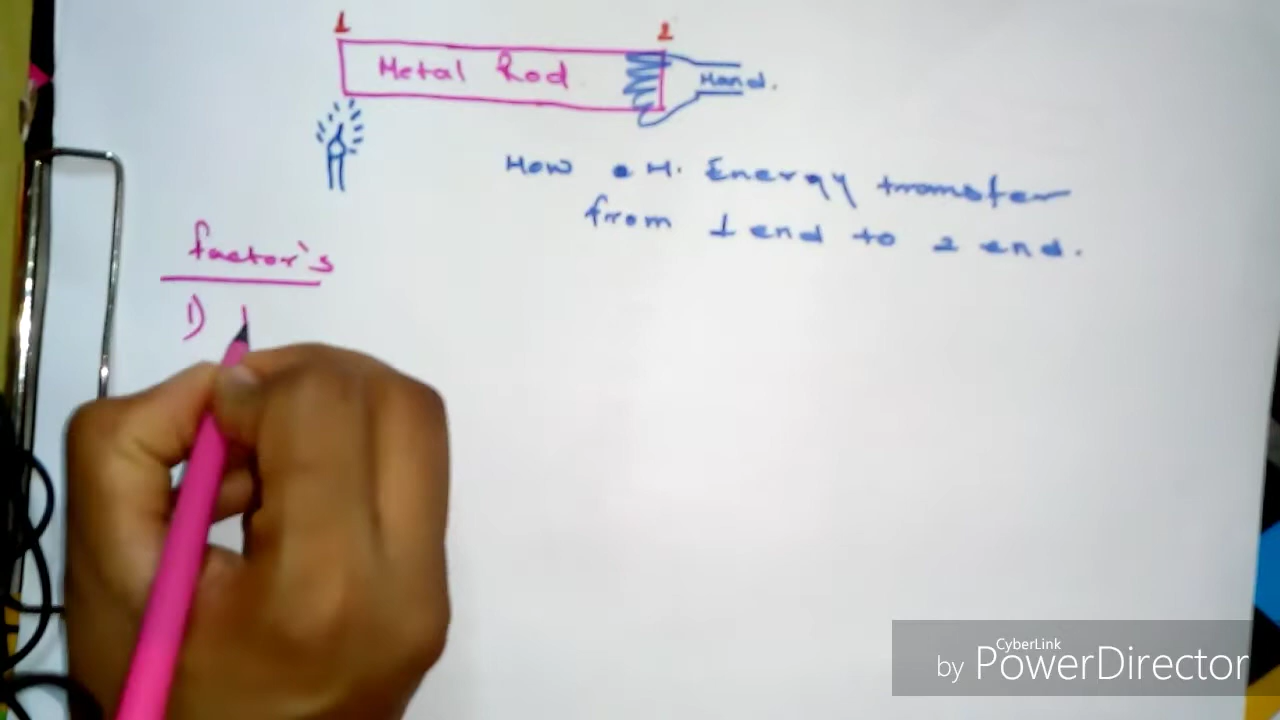 1 2
Metal Rod
Hand.
How H. Energy transfer
from 1 end to 2 end.
factor's
1)
CyberLink
by PowerDirector